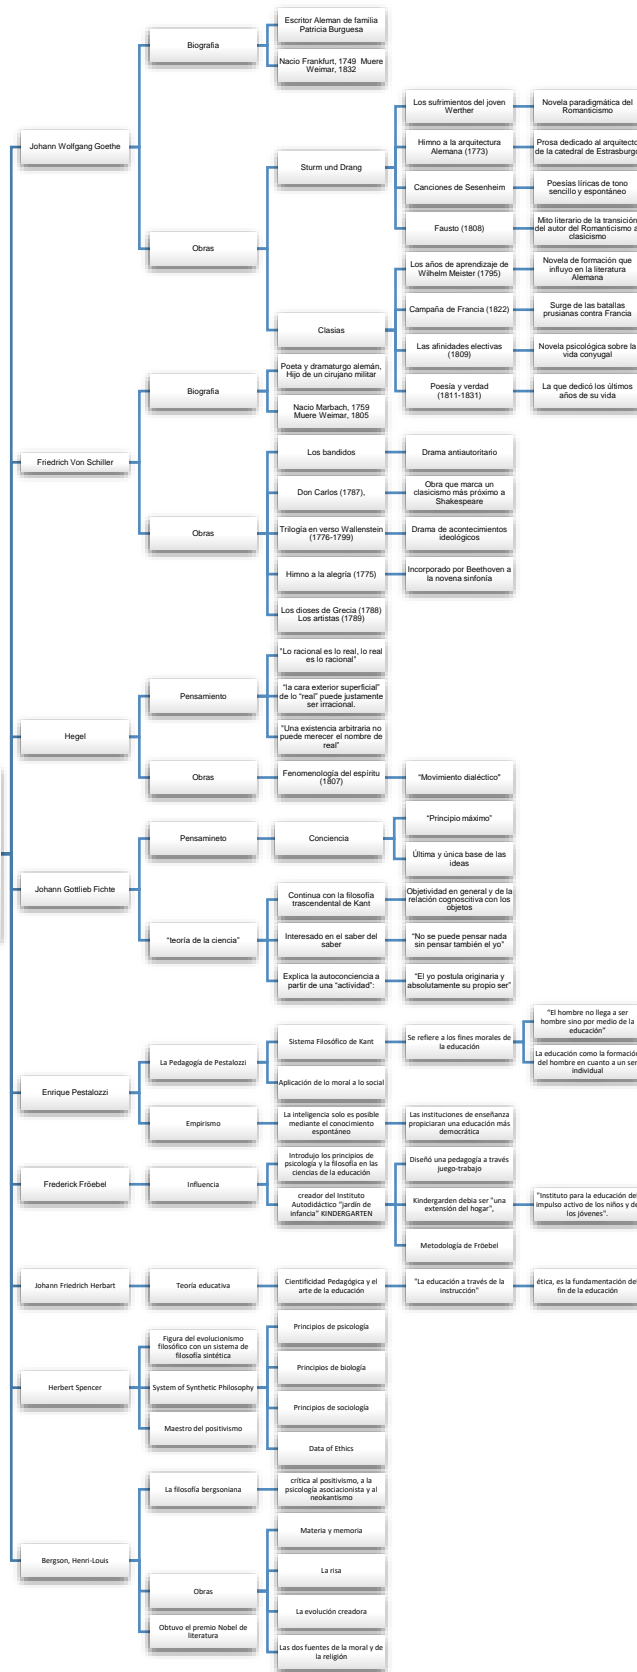 Johann Wolfgang Goethe
Biografia
Escritor Aleman de familia
Patricia Burguesa
Nacio Frankfurt, 1749 Muere
Weimar, 1832
Obras
Sturm und Drang
Los sufrimientos del joven
Werther
Novela paradigmática del
Romanticismo
Himno a la arquitectura
Alemana (1773)
Prosa dedicado al arquitecto
de la catedral de Estrasburgo
Canciones de Sesenheim
Poesías líricas de tono
sencillo y espontáneo
Fausto (1808)
Mito literario de la transición
del autor del Romanticismo a
clasicismo
Clasias
Los años de aprendizaje de
Wilhelm Meister (1795)
Novela de formación que
influyo en la literatura
Alemana
Campaña de Francia (1822)
Surge de las batallas
prusianas contra Francia
Las afinidades electivas
(1809)
Novela psicológica sobre la
vida conyugal
Poesía y verdad
(1811-1831)
La que dedicó los últimos
años de su vida
Friedrich Von Schiller
Biografia
Poeta y dramaturgo alemán,
Hijo de un cirujano militar
Nacio Marbach, 1759
Muere Weimar, 1805
Obras
Los bandidos
Drama antiautoritario
Don Carlos (1787),
Obra que marca un
clasicismo más próximo a
Shakespeare
Trilogía en verso Wallenstein
(1776-1799)
Drama de acontecimientos
ideológicos
Himno a la alegría (1775)
Incorporado por Beethoven a
la novena sinfonía
Los dioses de Grecia (1788)
Los artistas (1789)
Hegel
Pensamiento
"Lo racional es lo real, lo real
es lo racional"
"la cara exterior superficial"
de lo "real" puede justamente
ser irracional.
"Una existencia arbitraria no
puede merecer el nombre de
real"
Obras
Fenomenología del espíritu
(1807)
"Movimiento dialéctico"
Johann Gottlieb Fichte
Pensamineto
Conciencia
"Principio máximo"
Última y única base de las
ideas
"teoría de la ciencia"
Continua con la filosofía
trascendental de Kant
Objetividad en general y de la
relación cognoscitiva con los
objetos
Interesado en el saber del
saber
"No se puede pensar nada
sin pensar también el yo"
Explica la autoconciencia a
partir de una "actividad":
"El yo postula originaria y
absolutamente su propio ser"
Enrique Pestalozzi
La Pedagogía de Pestalozzi
Sistema Filosófico de Kant
Se refiere a los fines morales de
la educación
"El hombre no llega a ser
hombre sino por medio de la
educación"
La educación como la formación
del hombre en cuanto a un ser
individual
Aplicación de lo moral a lo social
Empirismo
La inteligencia solo es posible
mediante el conocimiento
espontáneo
Las instituciones de enseñanza
propiciaran una educación más
democrática
Frederick Fröebel
Influencia
Introdujo los principios de
psicología y la filosofía en las
ciencias de la educación
creador del Instituto
Autodidáctico "jardín de
infancia" KINDERGARTEN
Diseñó una pedagogía a través
juego-trabajo
Kindergarden debia ser "una
extensión del hogar",
"Instituto para la educación del
impulso activo de los niños y de
los jóvenes".
Metodología de Fröebel
Johann Friedrich Herbart
Teoría educativa
Cientificidad Pedagógica y el
arte de la educación
"La educación a través de la
instrucción"
ética, es la fundamentación del
fin de la educación
Herbert Spencer
Figura del evolucionismo
filosófico con un sistema de
filosofía sintética
System of Synthetic Philosophy
Principios de psicología
Principios de biología
Principios de sociología
Data of Ethics
Maestro del positivismo
Bergson, Henri-Louis
La filosofía bergsoniana
crítica al positivismo, a la
psicología asociacionista y al
neokantismo
Obras
Materia y memoria
La risa
La evolución creadora
Las dos fuentes de la moral y de
la religión
Obtuvo el premio Nobel de
literatura